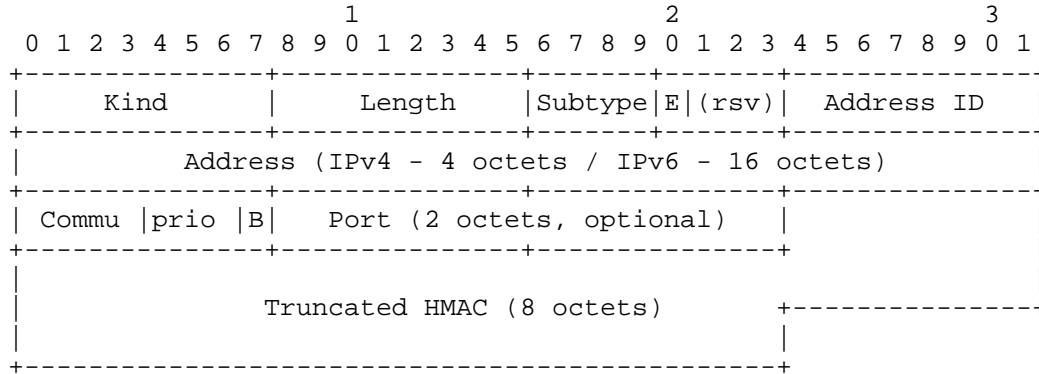 1                   2                   3
 0 1 2 3 4 5 6 7 8 9 0 1 2 3 4 5 6 7 8 9 0 1 2 3 4 5 6 7 8 9 0 1
+---------------+---------------+-------+-------+---------------
|     Kind      |     Length    |Subtype|E|(rsv)|  Address ID
+---------------+---------------+-------+-------+---------------
|          Address (IPv4 - 4 octets / IPv6 - 16 octets)
+---------------+---------------+---------------+---------------
| Commu |prio |B|   Port (2 octets, optional)   |
+---------------+---------------+---------------+
|
|               Truncated HMAC (8 octets)       +---------------
|                                               |
+-----------------------------------------------+